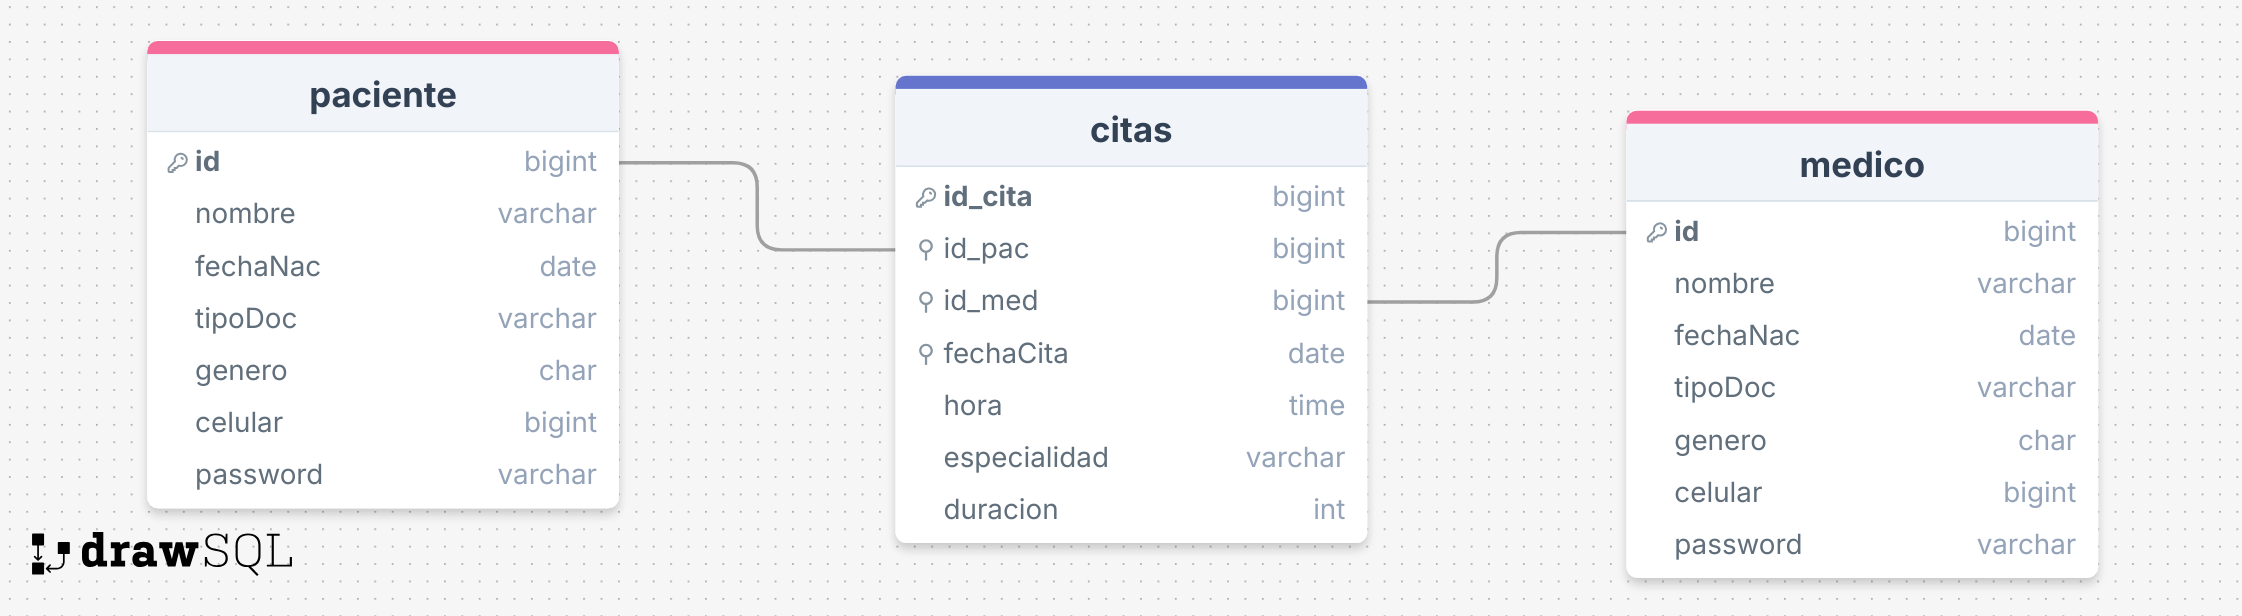 paciente
id bigint
nombre varchar
fechaNac date
tipoDoc varchar
genero char
celular bigint
password varchar
citas
id_cita bigint
id_pac bigint
id_med bigint
fechaCita date
hora time
especialidad varchar
duracion int
medico
id bigint
nombre varchar
fechaNac date
tipoDoc varchar
genero char
celular bigint
password varchar
drawSQL